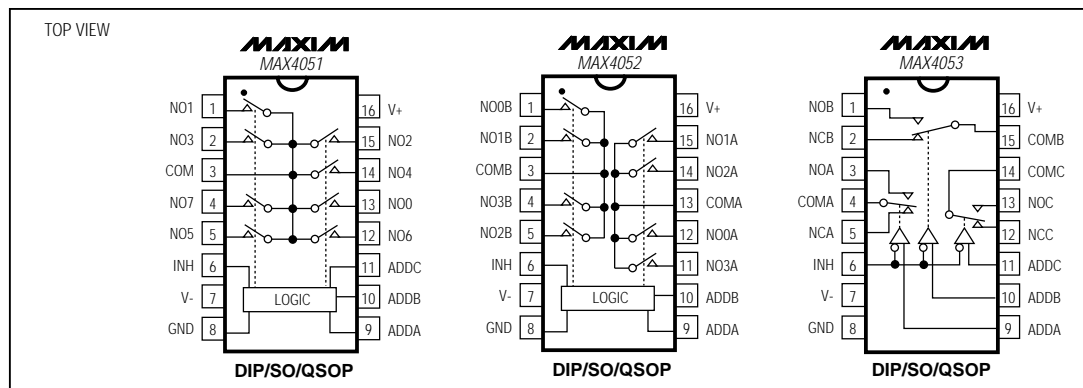 TOP VIEW
MAXIM
MAX4051
NO1 1
NO3 2
COM 3
NO7 4
NO5 5
INH 6
V- 7
GND 8
16 V+
15 NO2
14 NO4
13 NO0
12 NO6
11 ADDC
10 ADDB
9 ADDA
LOGIC
DIP/SO/QSOP
MAXIM
MAX4052
NO0B 1
NO1B 2
COMB 3
NO3B 4
NO2B 5
INH 6
V- 7
GND 8
16 V+
15 NO1A
14 NO2A
13 COMA
12 NO0A
11 NO3A
10 ADDB
9 ADDA
LOGIC
DIP/SO/QSOP
MAXIM
MAX4053
NOB 1
NCB 2
NOA 3
COMA 4
NCA 5
INH 6
V- 7
GND 8
16 V+
15 COMB
14 COMC
13 NOC
12 NCC
11 ADDC
10 ADDB
9 ADDA
DIP/SO/QSOP